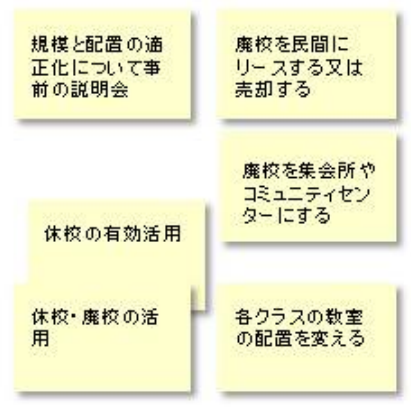 規模と配置の適
正化について事
前の説明会
廃校を民間に
リースする又は
売却する
廃校を集会所や
コミュニティセン
ターにする
休校の有効活用
休校・廃校の活
用
各クラスの教室
の配置を変える